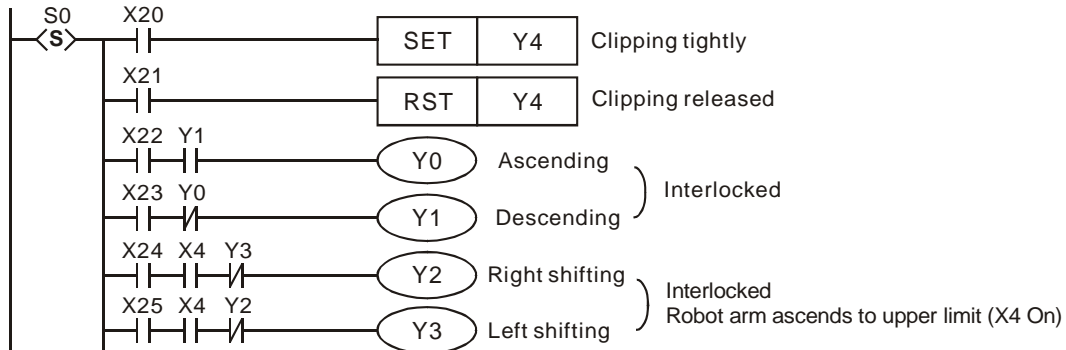 S0 X20
S SET Y4 Clipping tightly
X21
RST Y4 Clipping released
X22 Y1
Y0 Ascending
Interlocked
X23 Y0
Y1 Descending
X24 X4 Y3
Y2 Right shifting
Interlocked
Robot arm ascends to upper limit (X4 On)
X25 X4 Y2
Y3 Left shifting